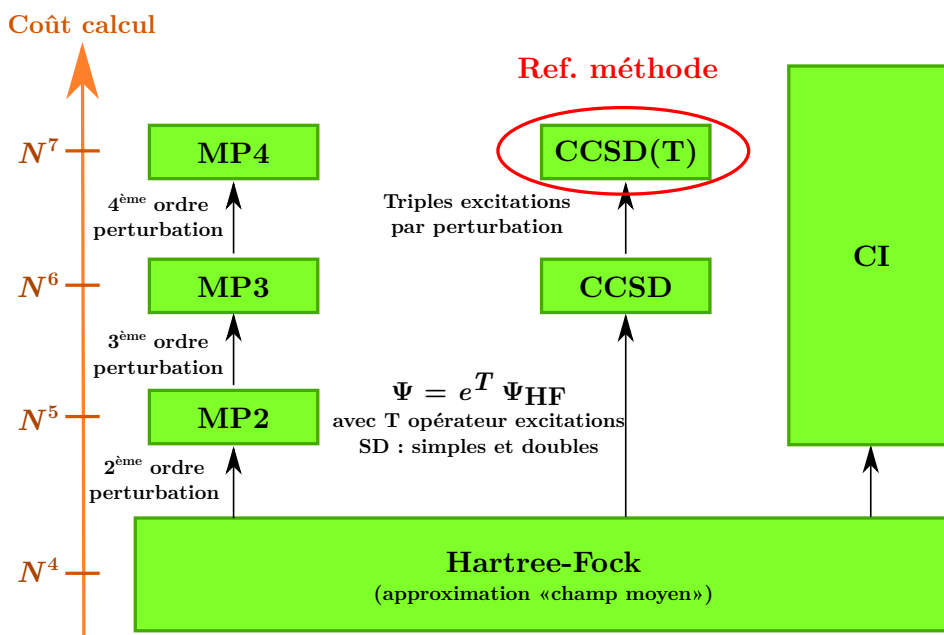 Coût calcul
Ref. méthode
N⁷
MP4
CCSD(T)
4ème ordre
perturbation
Triples excitations
par perturbation
CI
N⁶
MP3
CCSD
3ème ordre
perturbation
Ψ = e^T Ψ_HF
avec T opérateur excitations
SD : simples et doubles
N⁵
MP2
2ème ordre
perturbation
N⁴
Hartree-Fock
(approximation «champ moyen»)